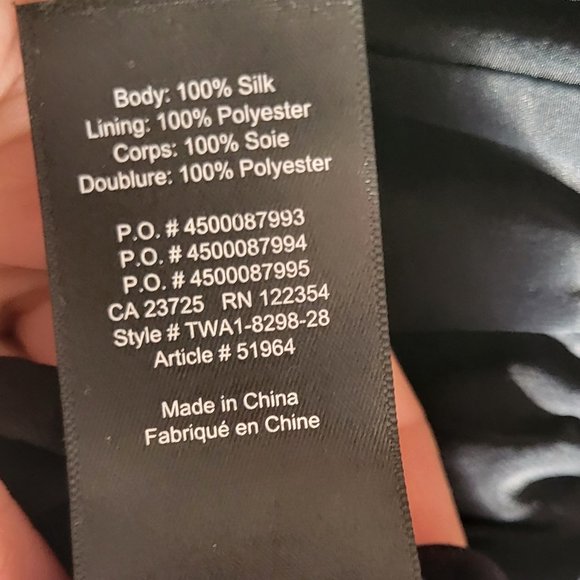 Body: 100% Silk
Lining: 100% Polyester
Corps: 100% Soie
Doublure: 100% Polyester
P.O. # 4500087993
P.O. # 4500087994
P.O. # 4500087995
CA 23725 RN 122354
Style # TWA1-8298-28
Article # 51964
Made in China
Fabriqué en Chine